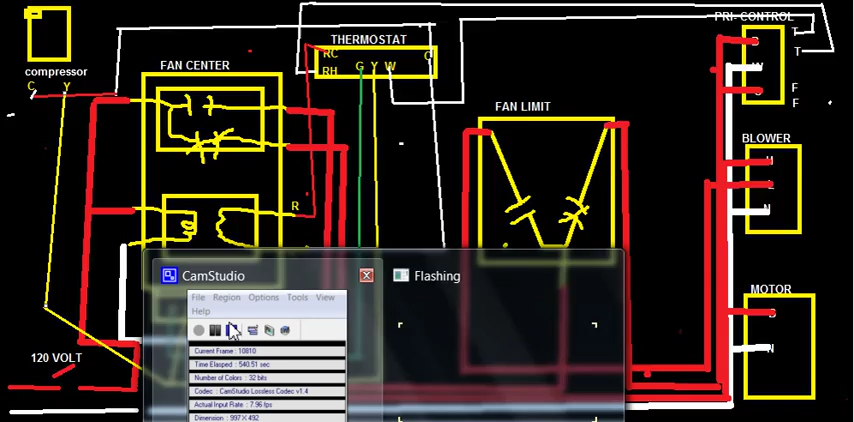 PRI- CONTROL
T
THERMOSTAT
RC
C
B
T
compressor
FAN CENTER
RH
G Y W
W
C Y
FAN LIMIT
F
F
BLOWER
H
L
R
N
CamStudio
Flashing
File Region Options Tools View
Help
MOTOR
B
N
120 VOLT
Current Frame : 10810
Time Elapsed : 540.51 sec
Number of Colors : 32 bits
Codec : CamStudio Lossless Codec v1.4
Actual Input Rate : 7.96 fps
Dimension : 997 X 492